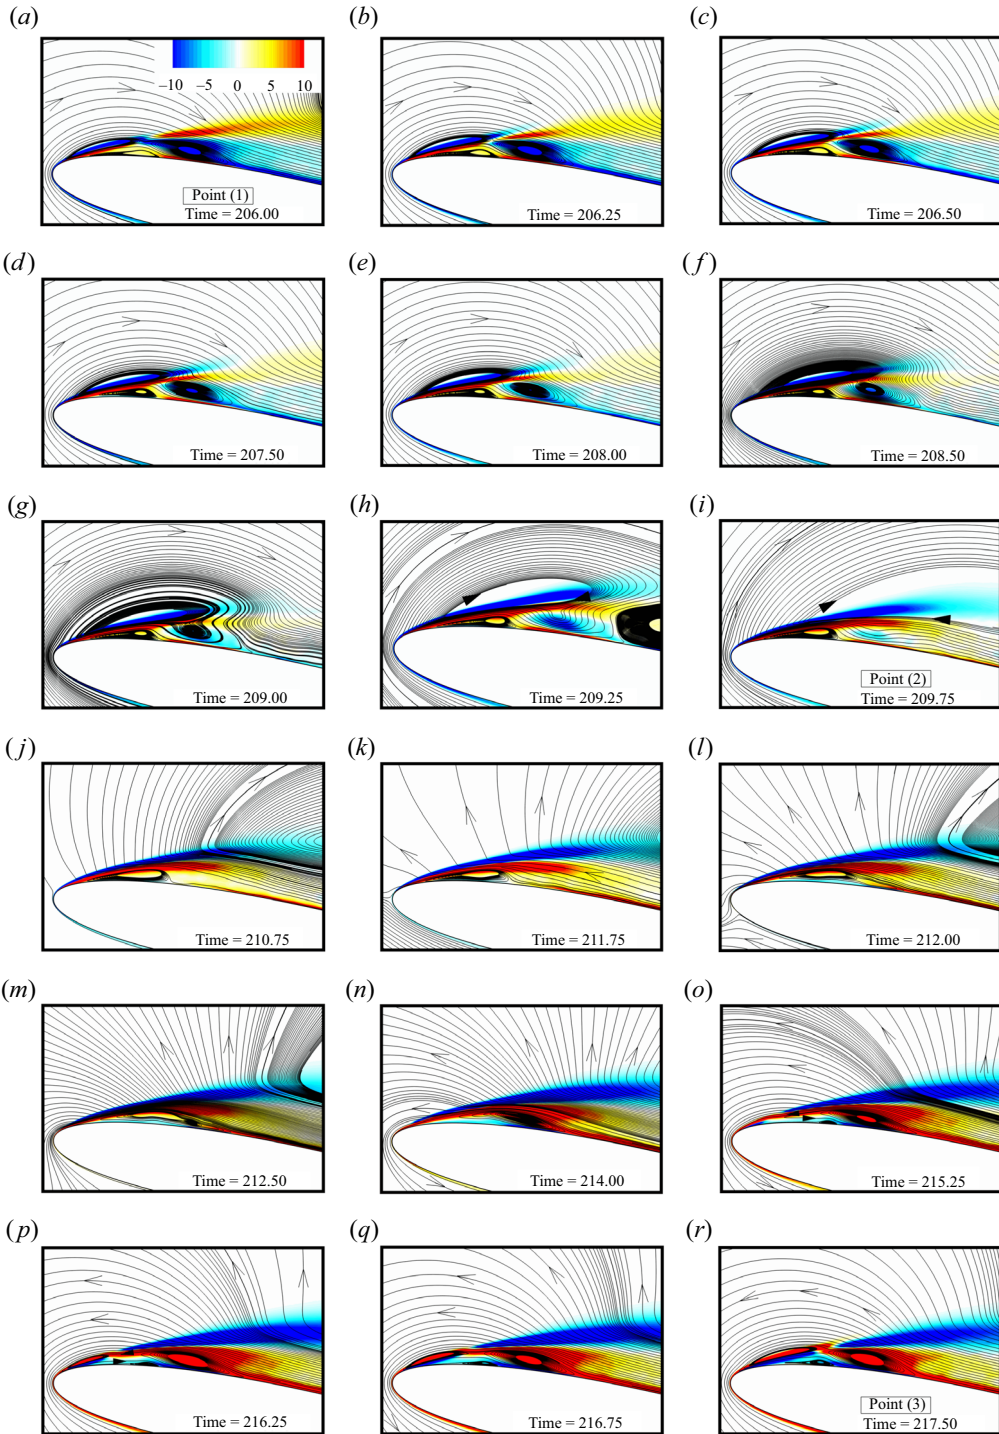 (a)
(b)
(c)
–10 –5 0 5 10
Point (1)
Time = 206.00
Time = 206.25
Time = 206.50
(d)
(e)
(f)
Time = 207.50
Time = 208.00
Time = 208.50
(g)
(h)
(i)
Time = 209.00
Time = 209.25
Point (2)
Time = 209.75
(j)
(k)
(l)
Time = 210.75
Time = 211.75
Time = 212.00
(m)
(n)
(o)
Time = 212.50
Time = 214.00
Time = 215.25
(p)
(q)
(r)
Time = 216.25
Time = 216.75
Point (3)
Time = 217.50